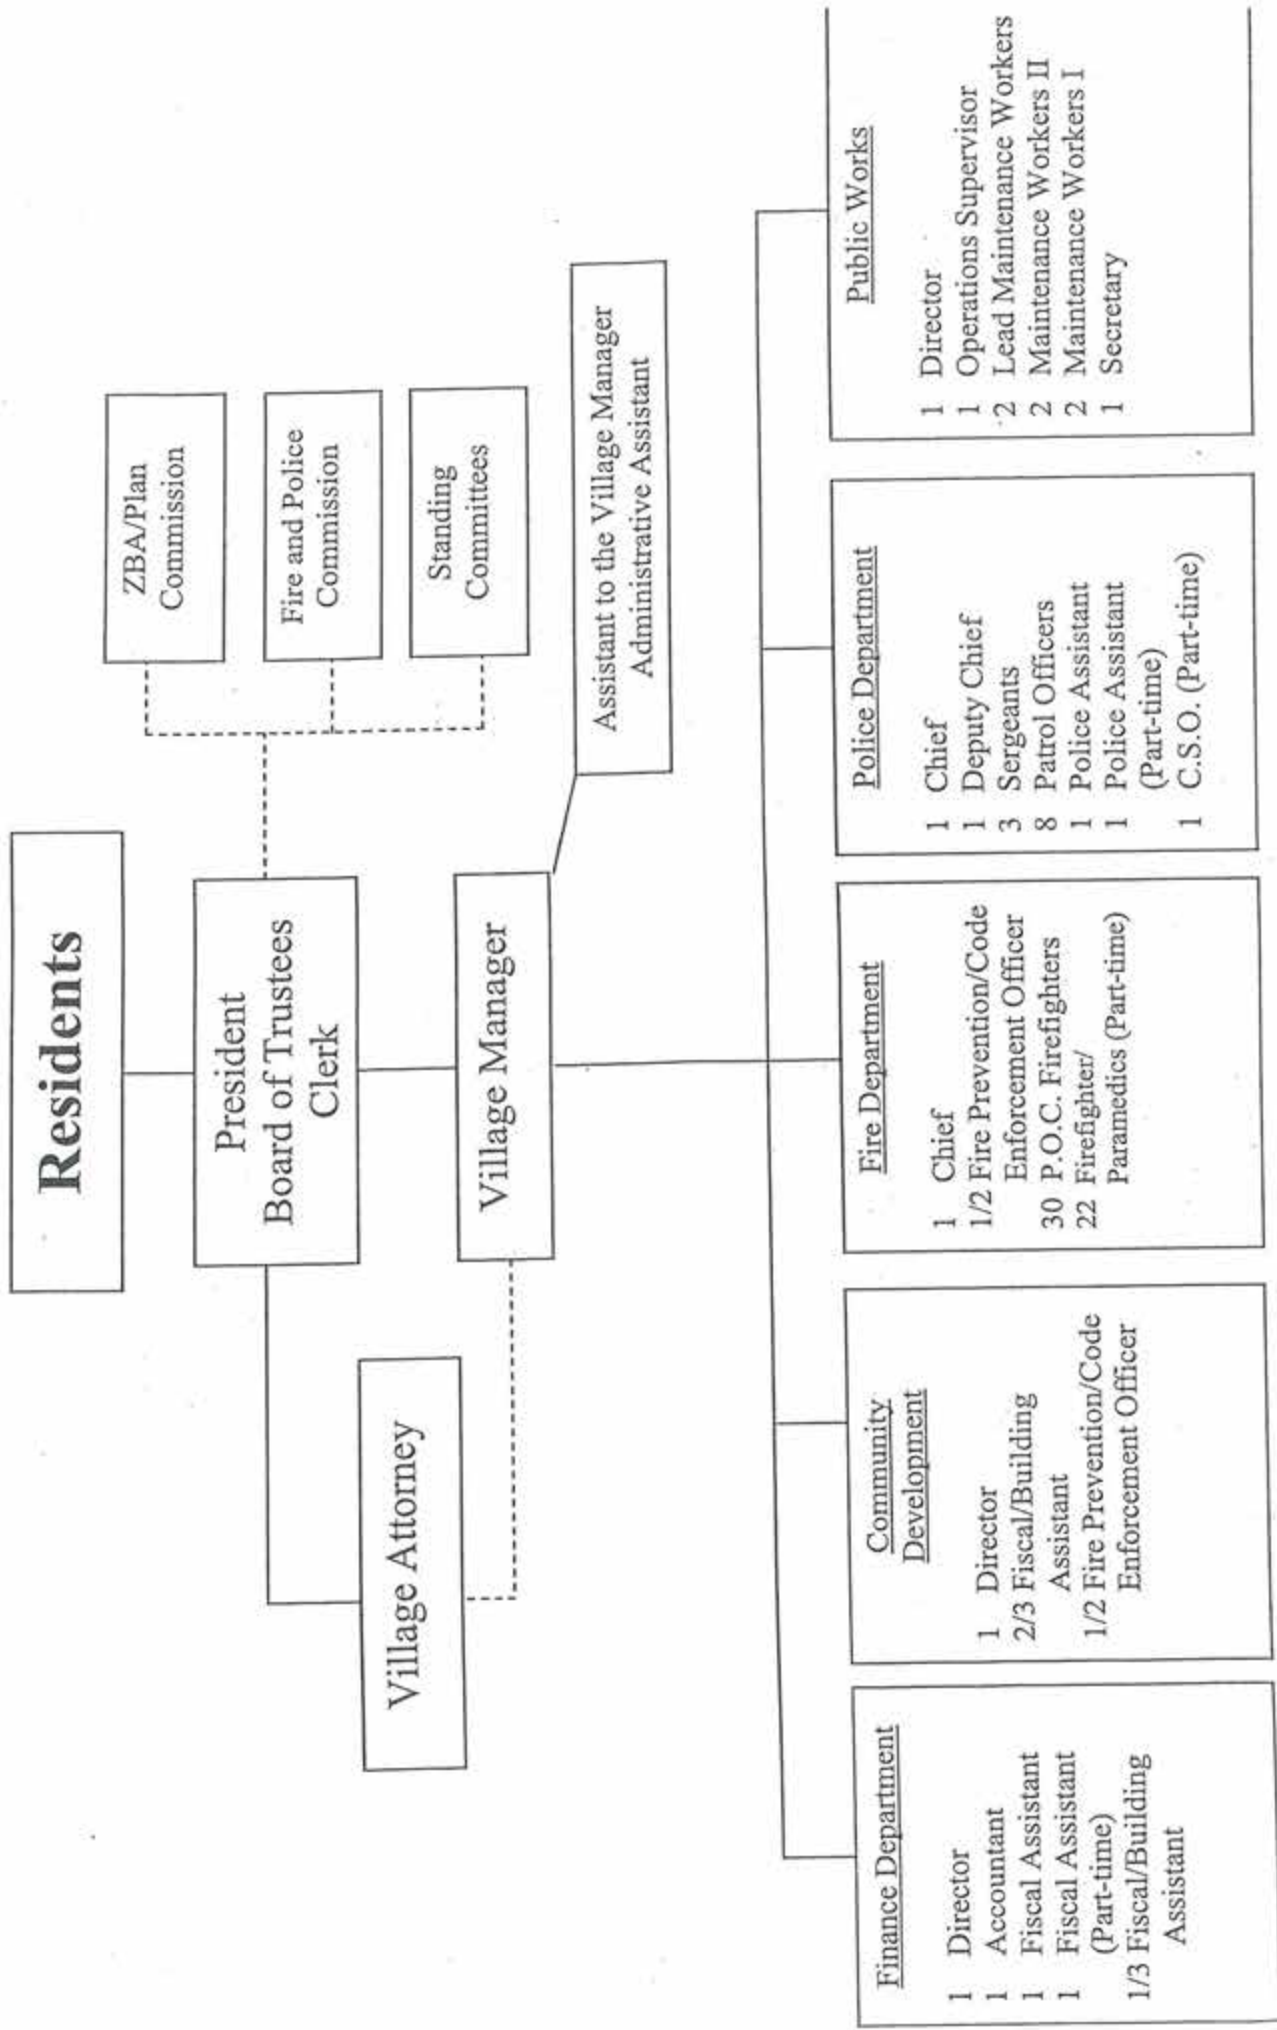 Residents
President
Board of Trustees
Clerk
ZBA/Plan
Commission
Fire and Police
Commission
Standing
Committees
Village Attorney
Village Manager
Assistant to the Village Manager
Administrative Assistant
Finance Department
1 Director
1 Accountant
1 Fiscal Assistant
1 Fiscal Assistant
(Part-time)
1/3 Fiscal/Building
Assistant
Community
Development
1 Director
2/3 Fiscal/Building
Assistant
1/2 Fire Prevention/Code
Enforcement Officer
Fire Department
1 Chief
1/2 Fire Prevention/Code
Enforcement Officer
30 P.O.C. Firefighters
22 Firefighter/
Paramedics (Part-time)
Police Department
1 Chief
1 Deputy Chief
3 Sergeants
8 Patrol Officers
1 Police Assistant
1 Police Assistant
(Part-time)
1 C.S.O. (Part-time)
Public Works
1 Director
1 Operations Supervisor
2 Lead Maintenance Workers
2 Maintenance Workers II
2 Maintenance Workers I
1 Secretary